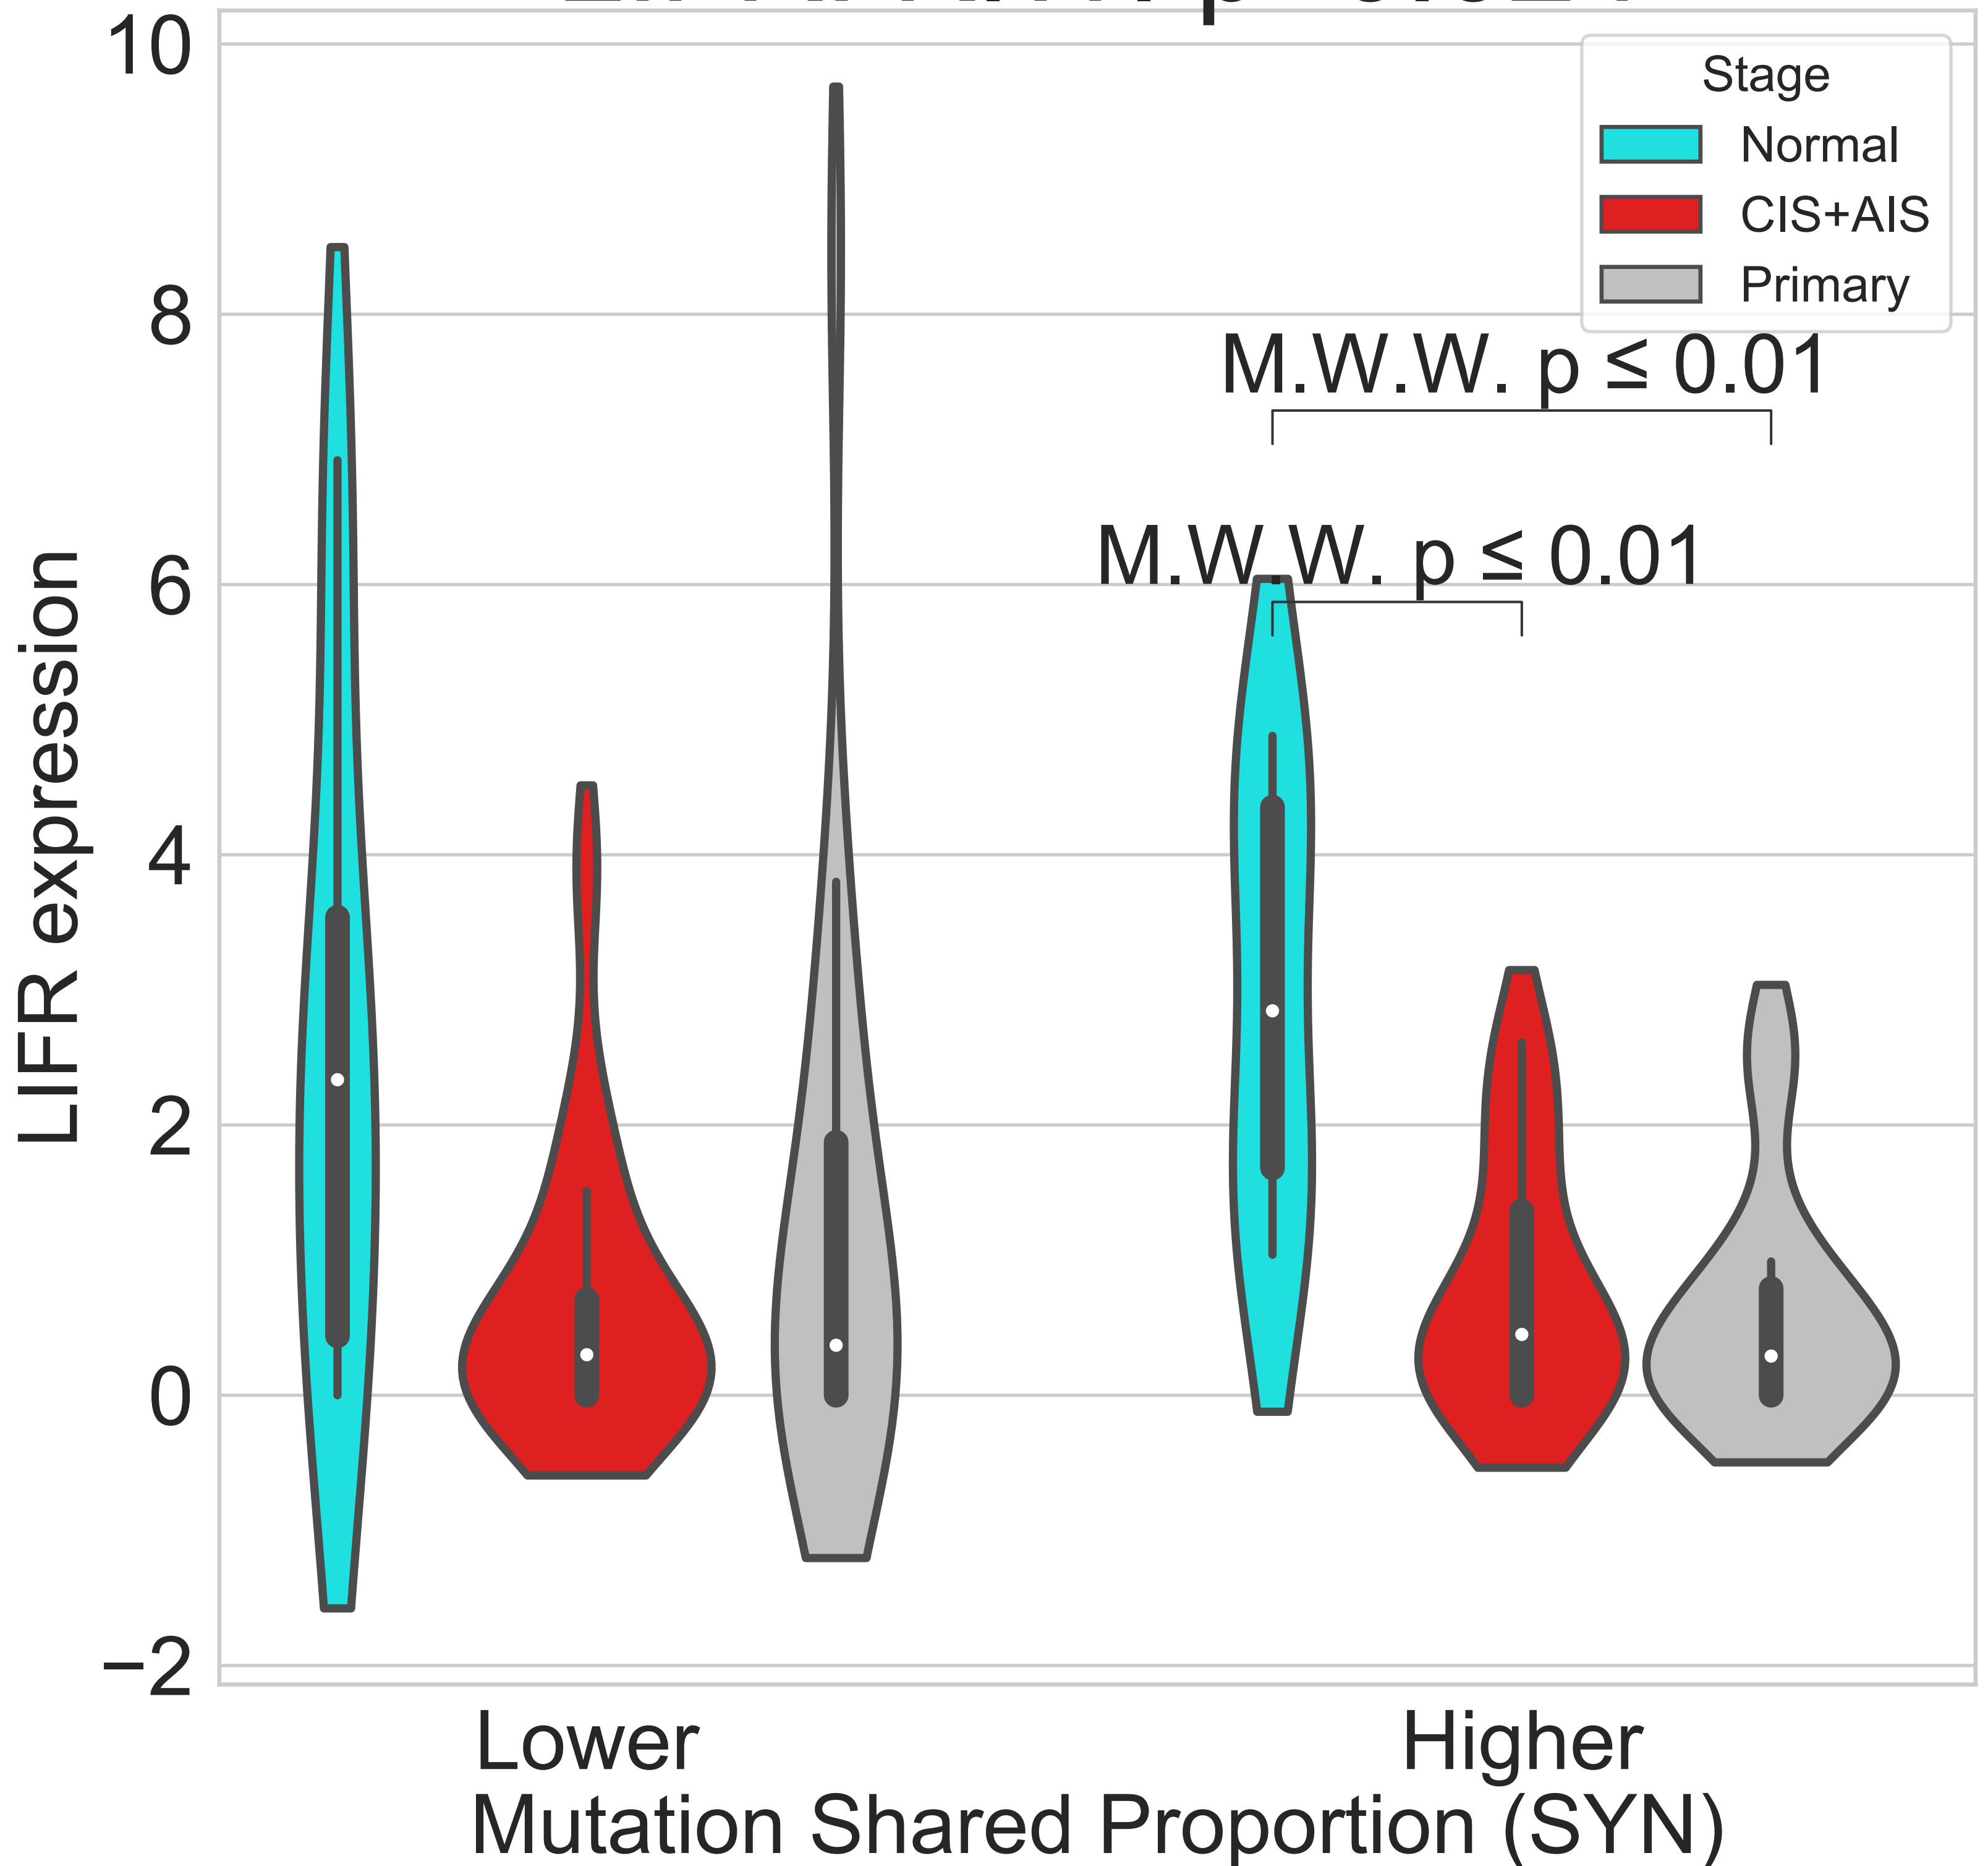 10
8
6
4
2
0
−2
LIFR expression
Stage
Normal
CIS+AIS
Primary
M.W.W. p ≤ 0.01
M.W.W. p ≤ 0.01
Lower
Higher
Mutation Shared Proportion (SYN)